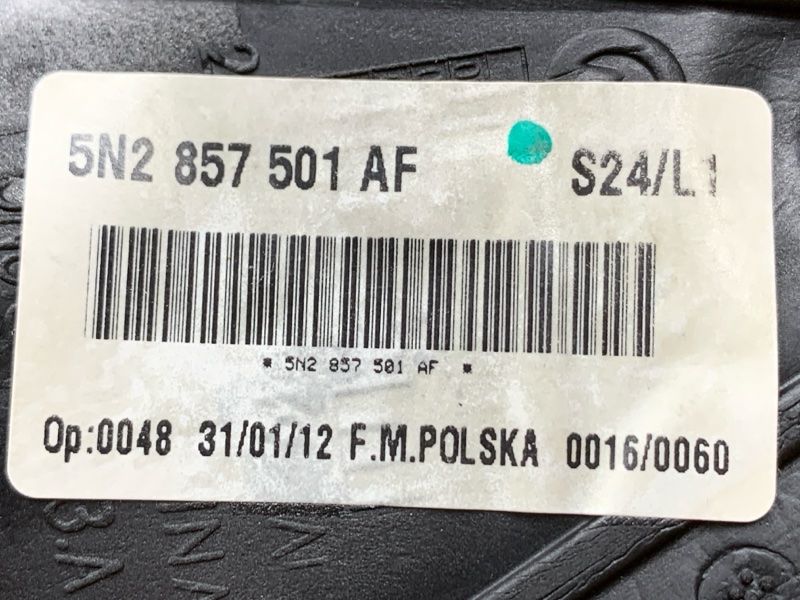 5N2 857 501 AF S24/L1
* 5N2 857 501 AF *
Op:0048 31/01/12 F.M.POLSKA 0016/0060